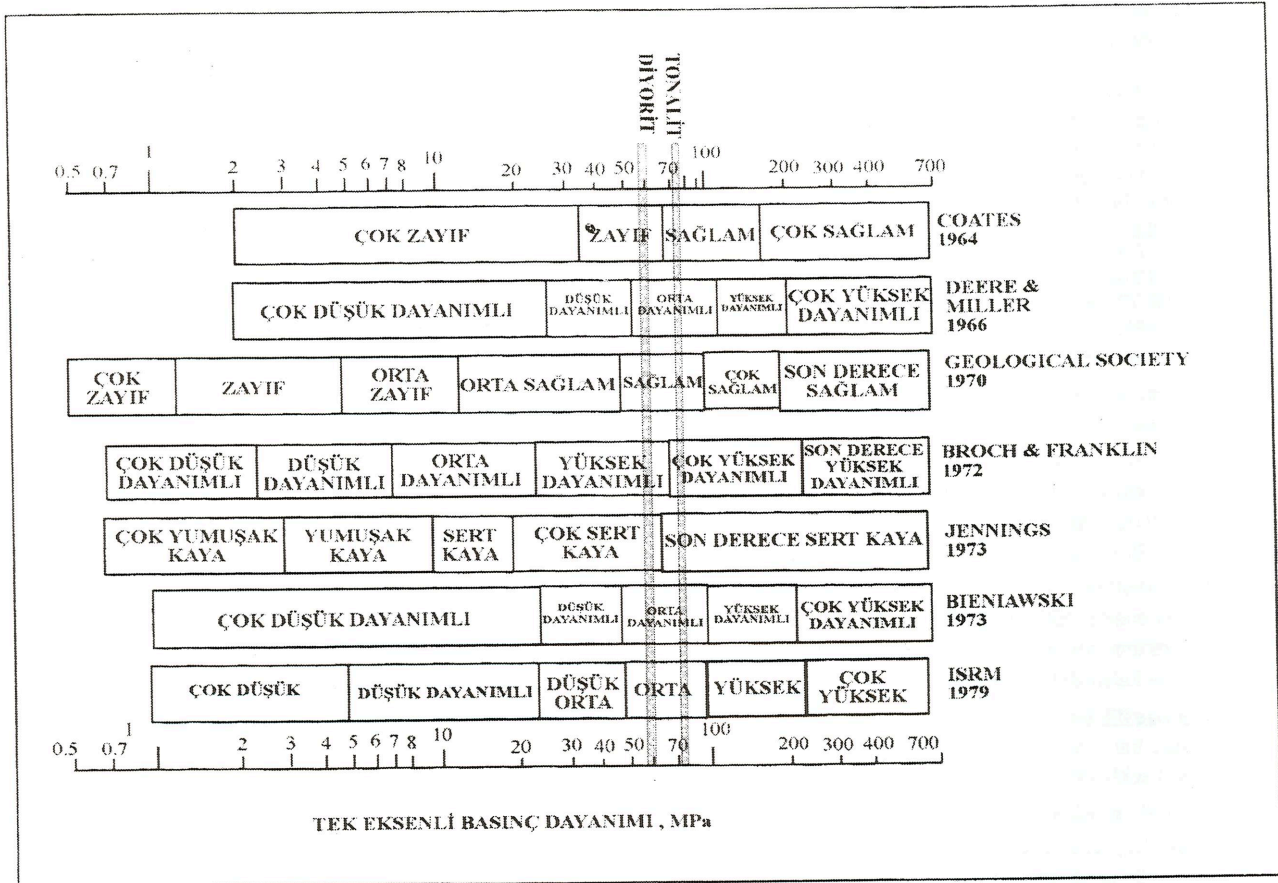 DİYORİT
TONALİT
0.5 0.7 1 2 3 4 5 6 7 8 10 20 30 40 50 70 100 200 300 400 700
ÇOK ZAYIF ZAYIF SAĞLAM ÇOK SAĞLAM
COATES
1964
ÇOK DÜŞÜK DAYANIMLI
DÜŞÜK
DAYANIMLI
ORTA
DAYANIMLI
YÜKSEK
DAYANIMLI
ÇOK YÜKSEK
DAYANIMLI
DEERE &
MILLER
1966
ÇOK
ZAYIF
ZAYIF
ORTA
ZAYIF
ORTA SAĞLAM
SAĞLAM
ÇOK
SAĞLAM
SON DERECE
SAĞLAM
GEOLOGICAL SOCIETY
1970
ÇOK DÜŞÜK
DAYANIMLI
DÜŞÜK
DAYANIMLI
ORTA
DAYANIMLI
YÜKSEK
DAYANIMLI
ÇOK YÜKSEK
DAYANIMLI
SON DERECE
YÜKSEK
DAYANIMLI
BROCH & FRANKLIN
1972
ÇOK YUMUŞAK
KAYA
YUMUŞAK
KAYA
SERT
KAYA
ÇOK SERT
KAYA
SON DERECE SERT KAYA
JENNINGS
1973
ÇOK DÜŞÜK DAYANIMLI
DÜŞÜK
DAYANIMLI
ORTA
DAYANIMLI
YÜKSEK
DAYANIMLI
ÇOK YÜKSEK
DAYANIMLI
BIENIAWSKI
1973
ÇOK DÜŞÜK
DÜŞÜK DAYANIMLI
DÜŞÜK
ORTA
ORTA
YÜKSEK
ÇOK
YÜKSEK
ISRM
1979
0.5 0.7 1 2 3 4 5 6 7 8 10 20 30 40 50 70 100 200 300 400 700
TEK EKSENLİ BASINÇ DAYANIMI , MPa